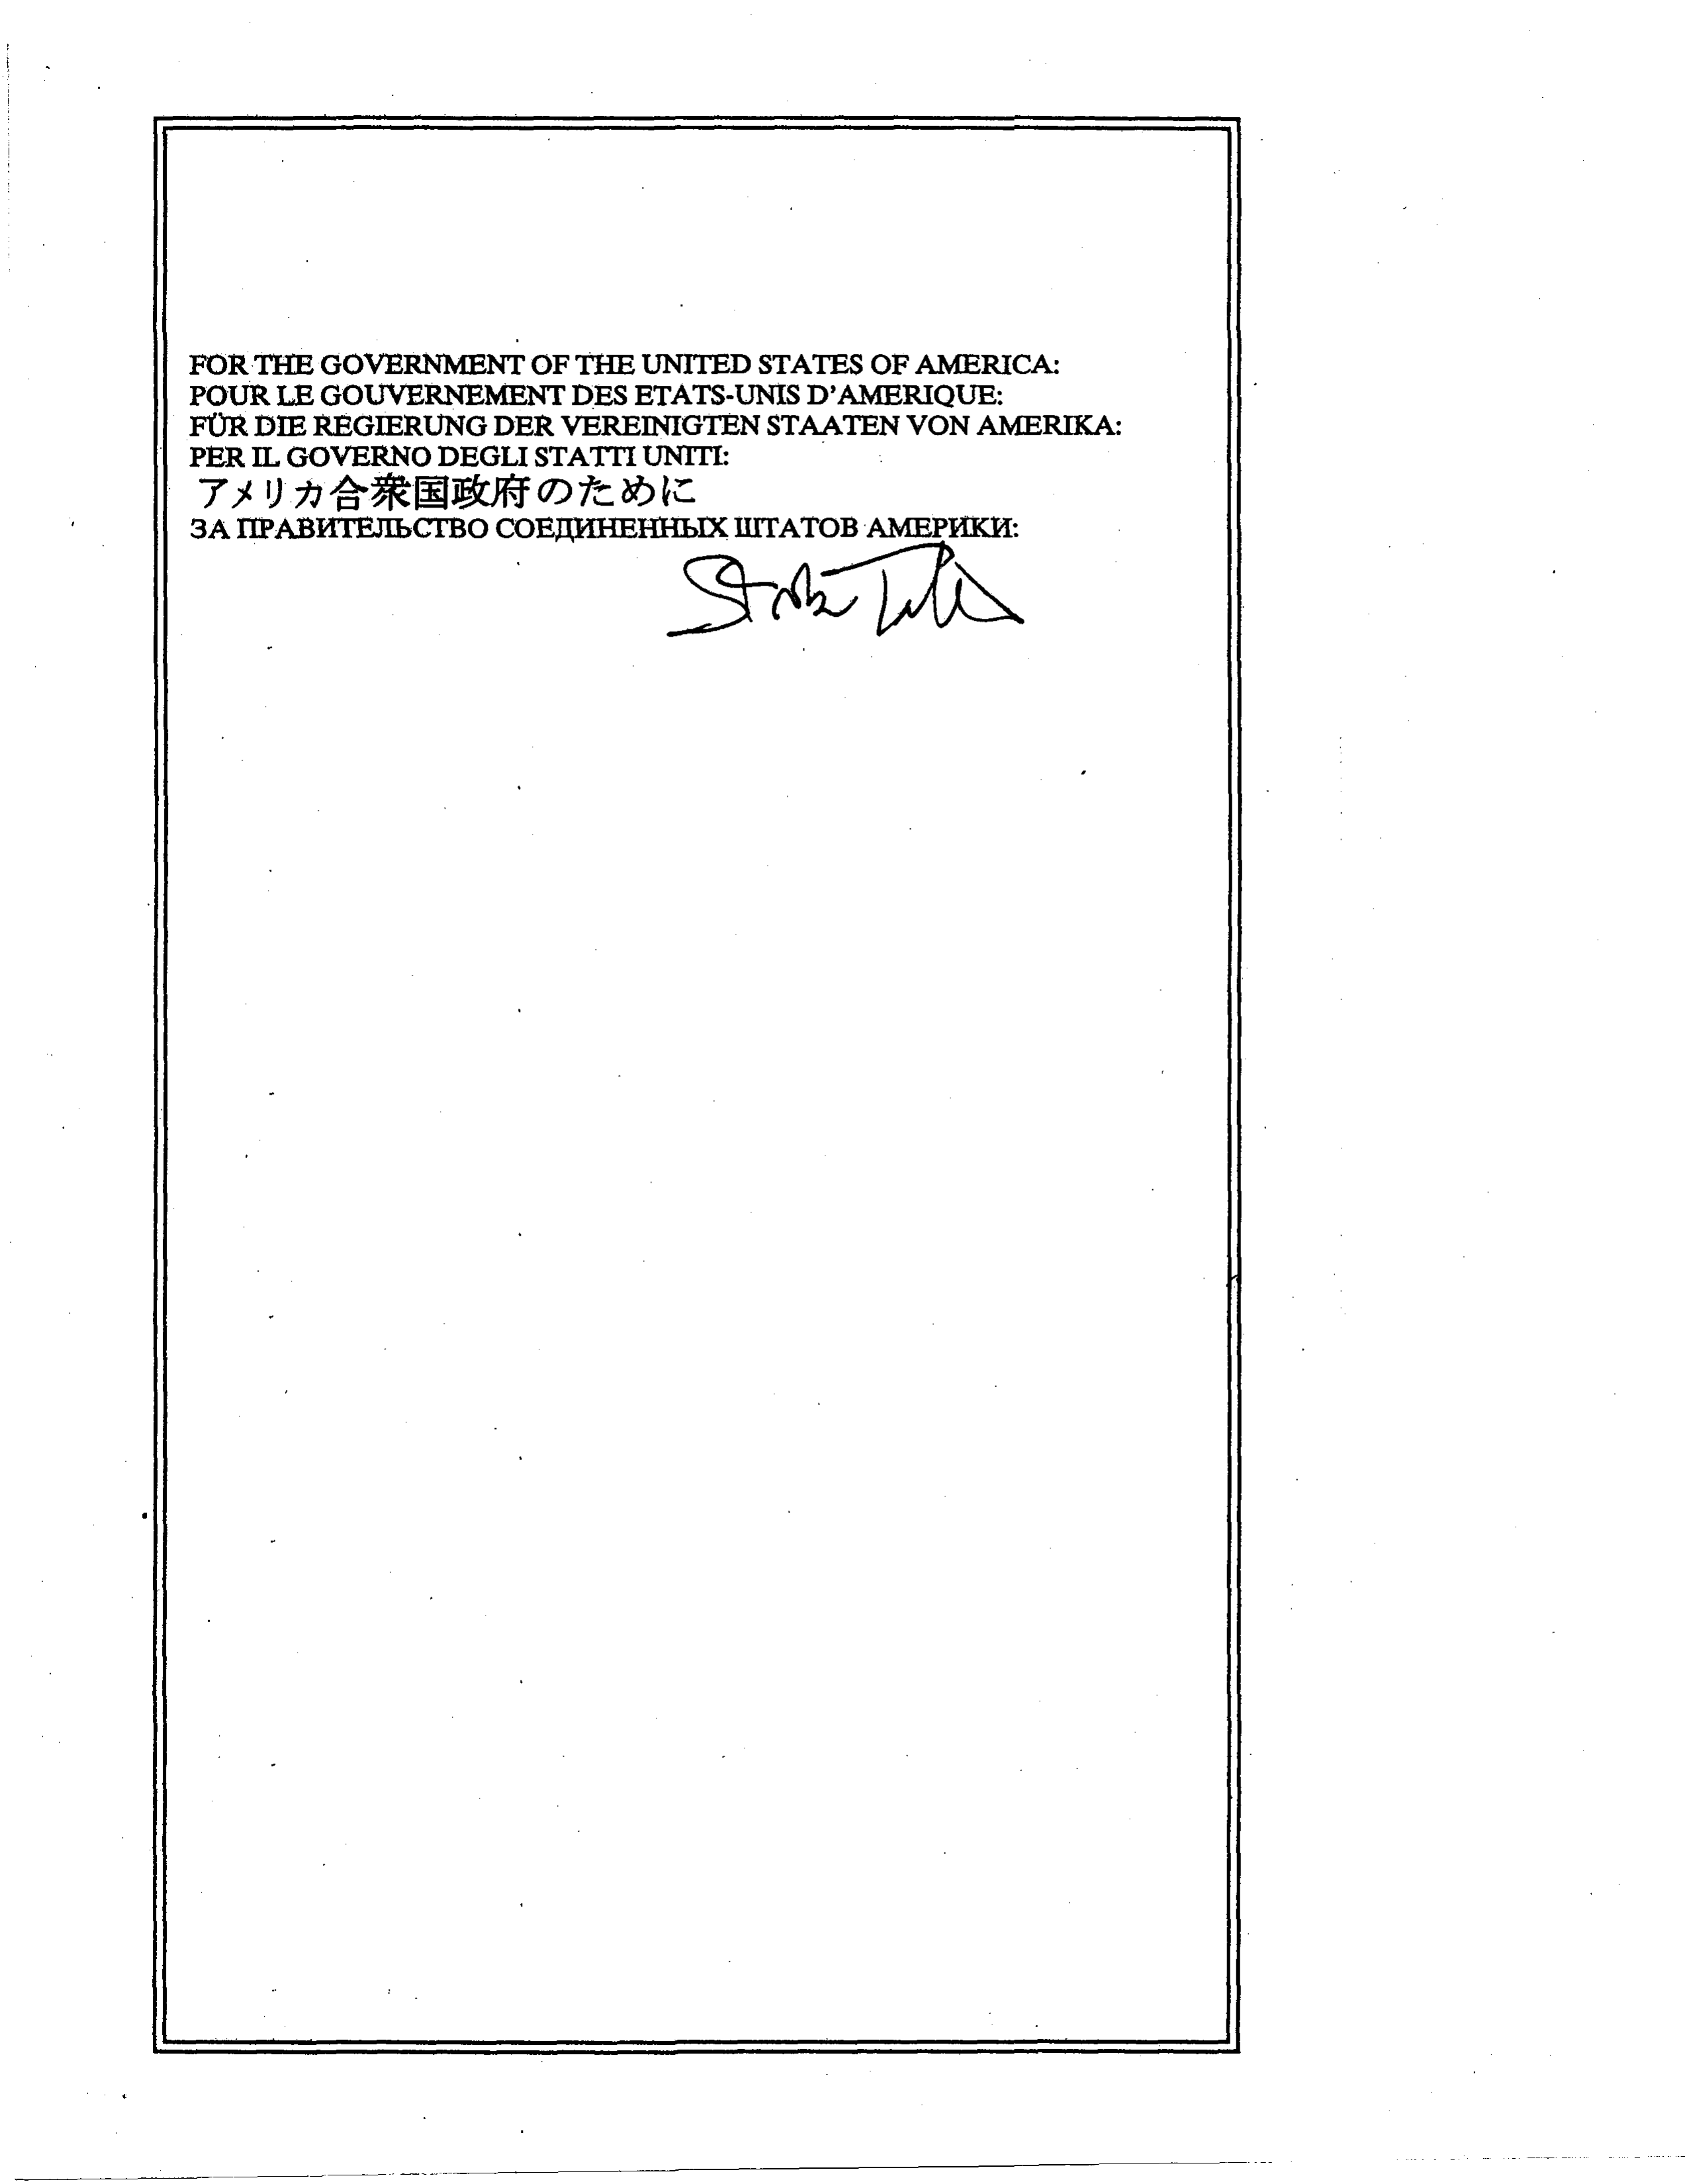 FOR THE GOVERNMENT OF THE UNITED STATES OF AMERICA:
POUR LE GOUVERNEMENT DES ETATS-UNIS D'AMERIQUE:
FÜR DIE REGIERUNG DER VEREINIGTEN STAATEN VON AMERIKA:
PER IL GOVERNO DEGLI STATTI UNITI:
アメリカ合衆国政府のために
ЗА ПРАВИТЕЛЬСТВО СОЕДИНЕННЫХ ШТАТОВ АМЕРИКИ: